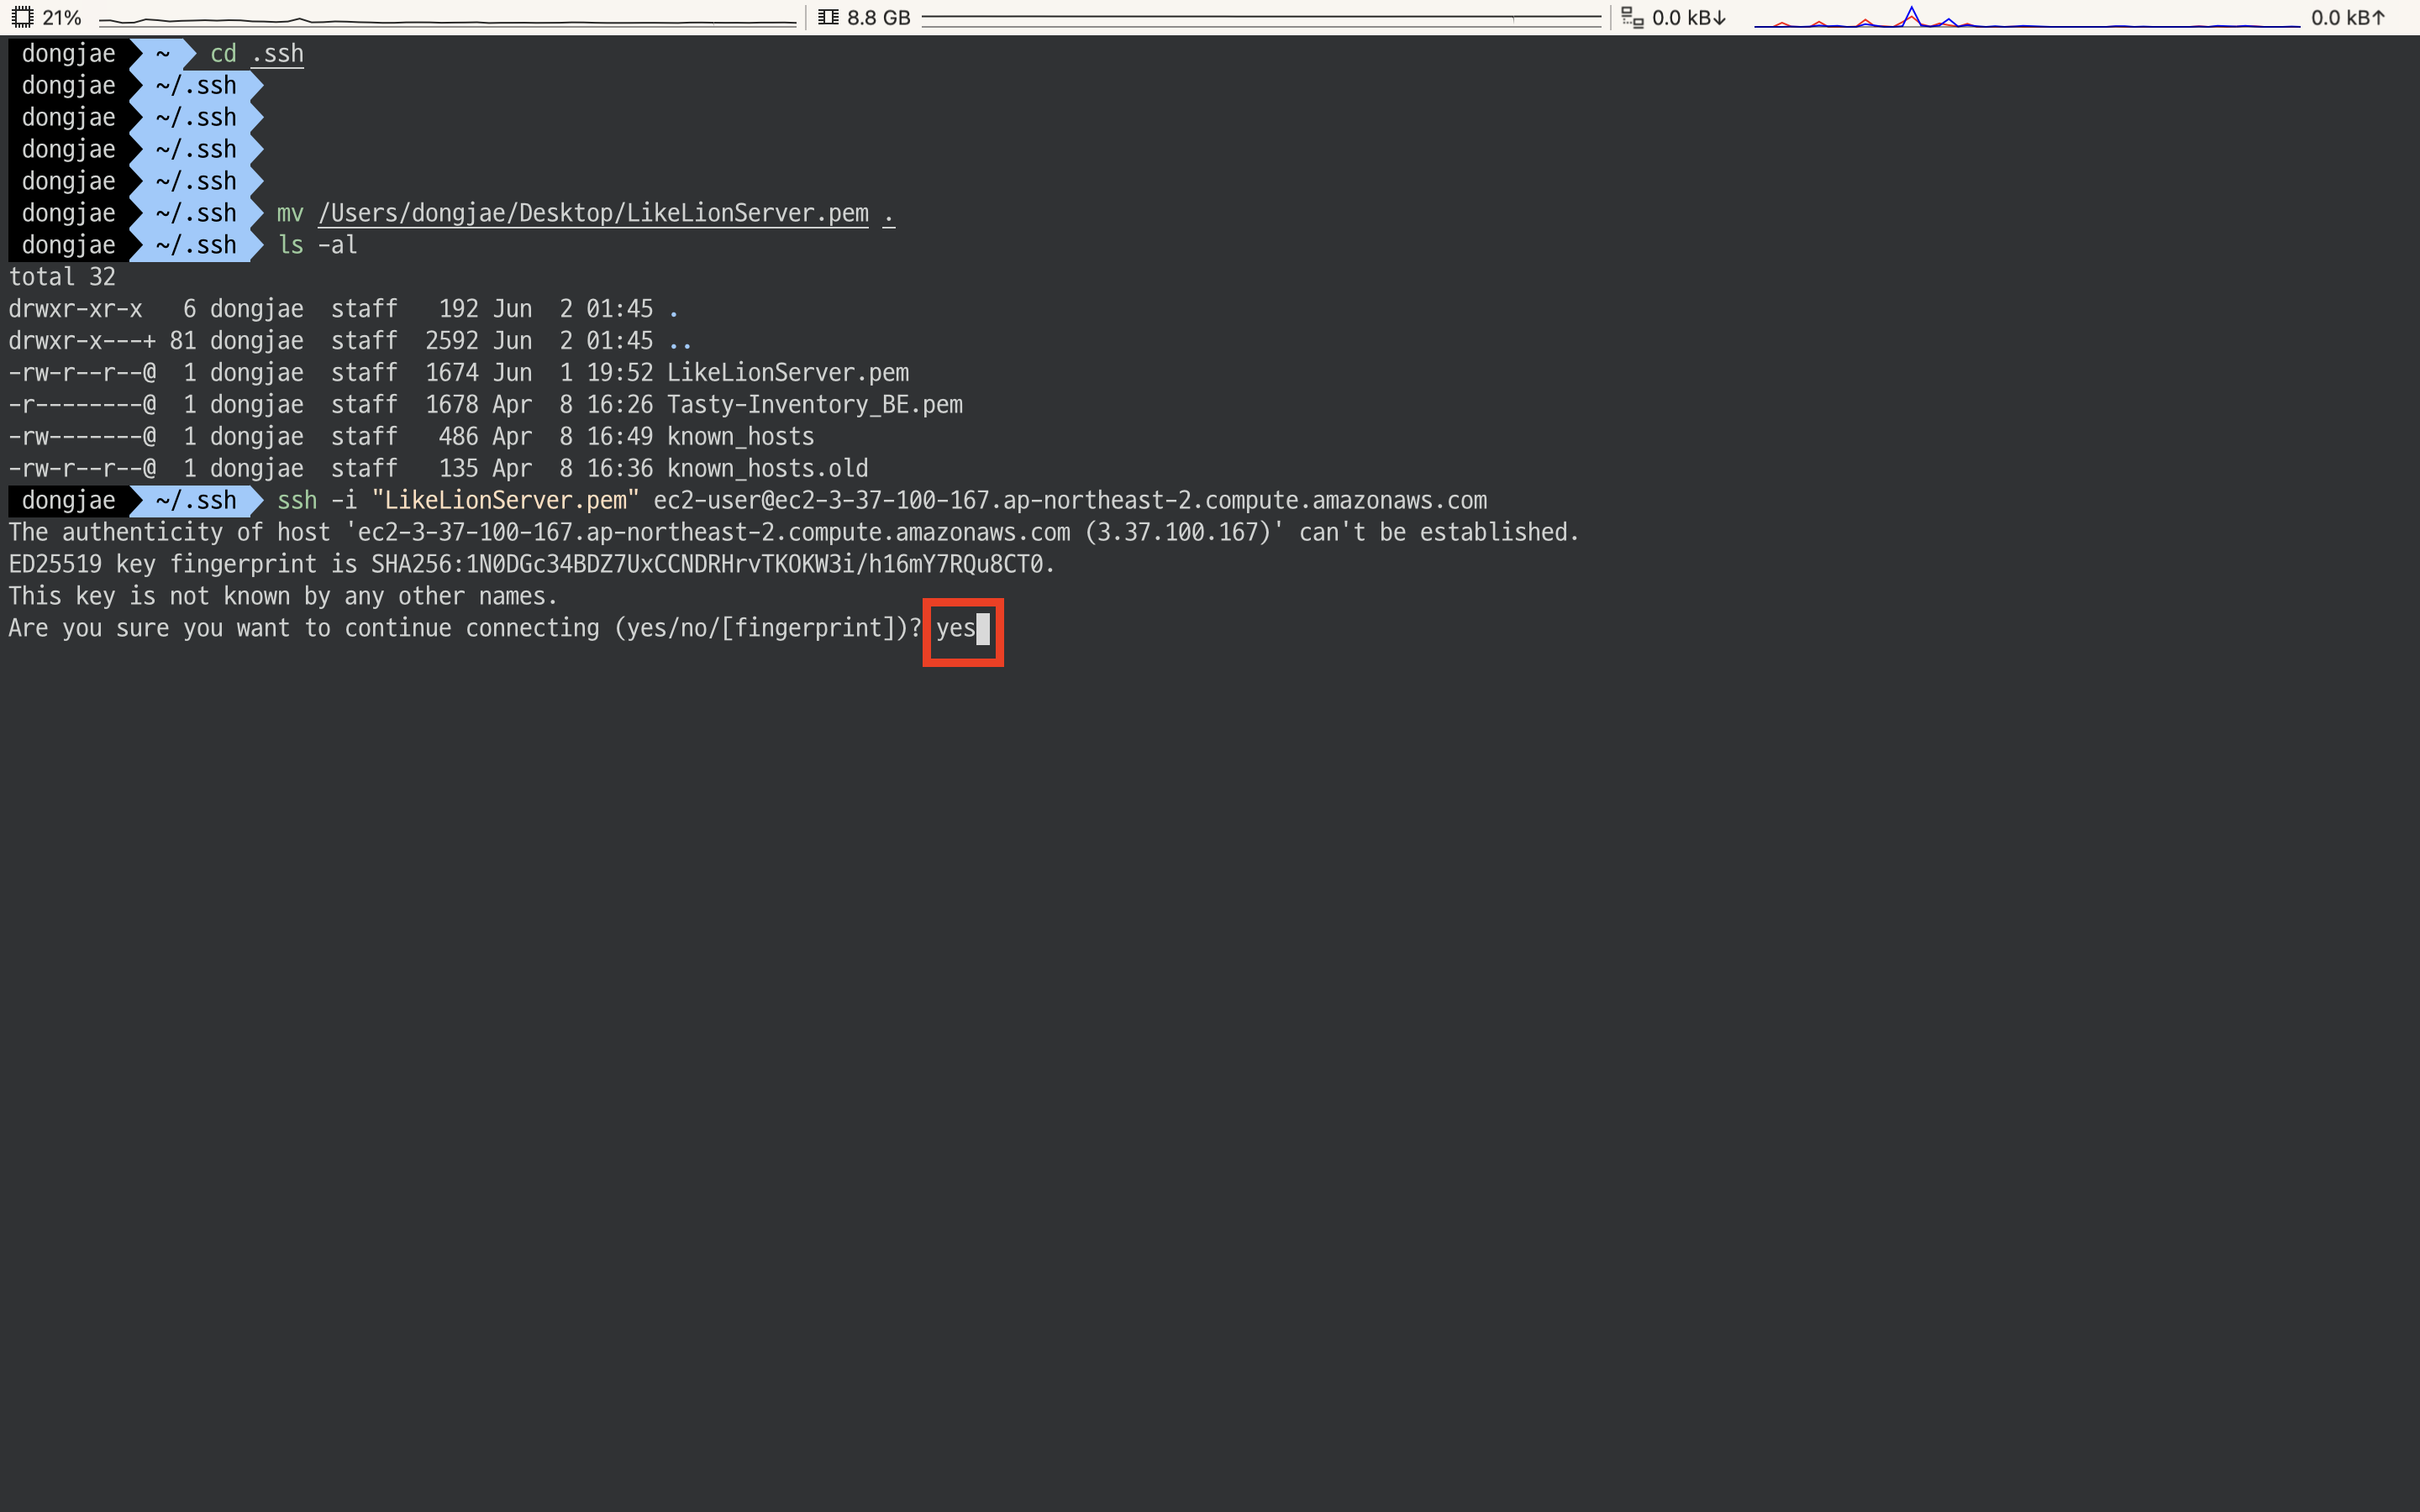 21% 8.8 GB 0.0 kB↓ 0.0 kB↑
dongjae ~ cd .ssh
dongjae ~/.ssh
dongjae ~/.ssh
dongjae ~/.ssh
dongjae ~/.ssh
dongjae ~/.ssh mv /Users/dongjae/Desktop/LikeLionServer.pem .
dongjae ~/.ssh ls -al
total 32
drwxr-xr-x   6 dongjae  staff   192 Jun  2 01:45 .
drwxr-x---+ 81 dongjae  staff  2592 Jun  2 01:45 ..
-rw-r--r--@  1 dongjae  staff  1674 Jun  1 19:52 LikeLionServer.pem
-r--------@  1 dongjae  staff  1678 Apr  8 16:26 Tasty-Inventory_BE.pem
-rw-------@  1 dongjae  staff   486 Apr  8 16:49 known_hosts
-rw-r--r--@  1 dongjae  staff   135 Apr  8 16:36 known_hosts.old
dongjae ~/.ssh ssh -i "LikeLionServer.pem" ec2-user@ec2-3-37-100-167.ap-northeast-2.compute.amazonaws.com
The authenticity of host 'ec2-3-37-100-167.ap-northeast-2.compute.amazonaws.com (3.37.100.167)' can't be established.
ED25519 key fingerprint is SHA256:1N0DGc34BDZ7UxCCNDRHrvTKOKW3i/h16mY7RQu8CT0.
This key is not known by any other names.
Are you sure you want to continue connecting (yes/no/[fingerprint])? yes